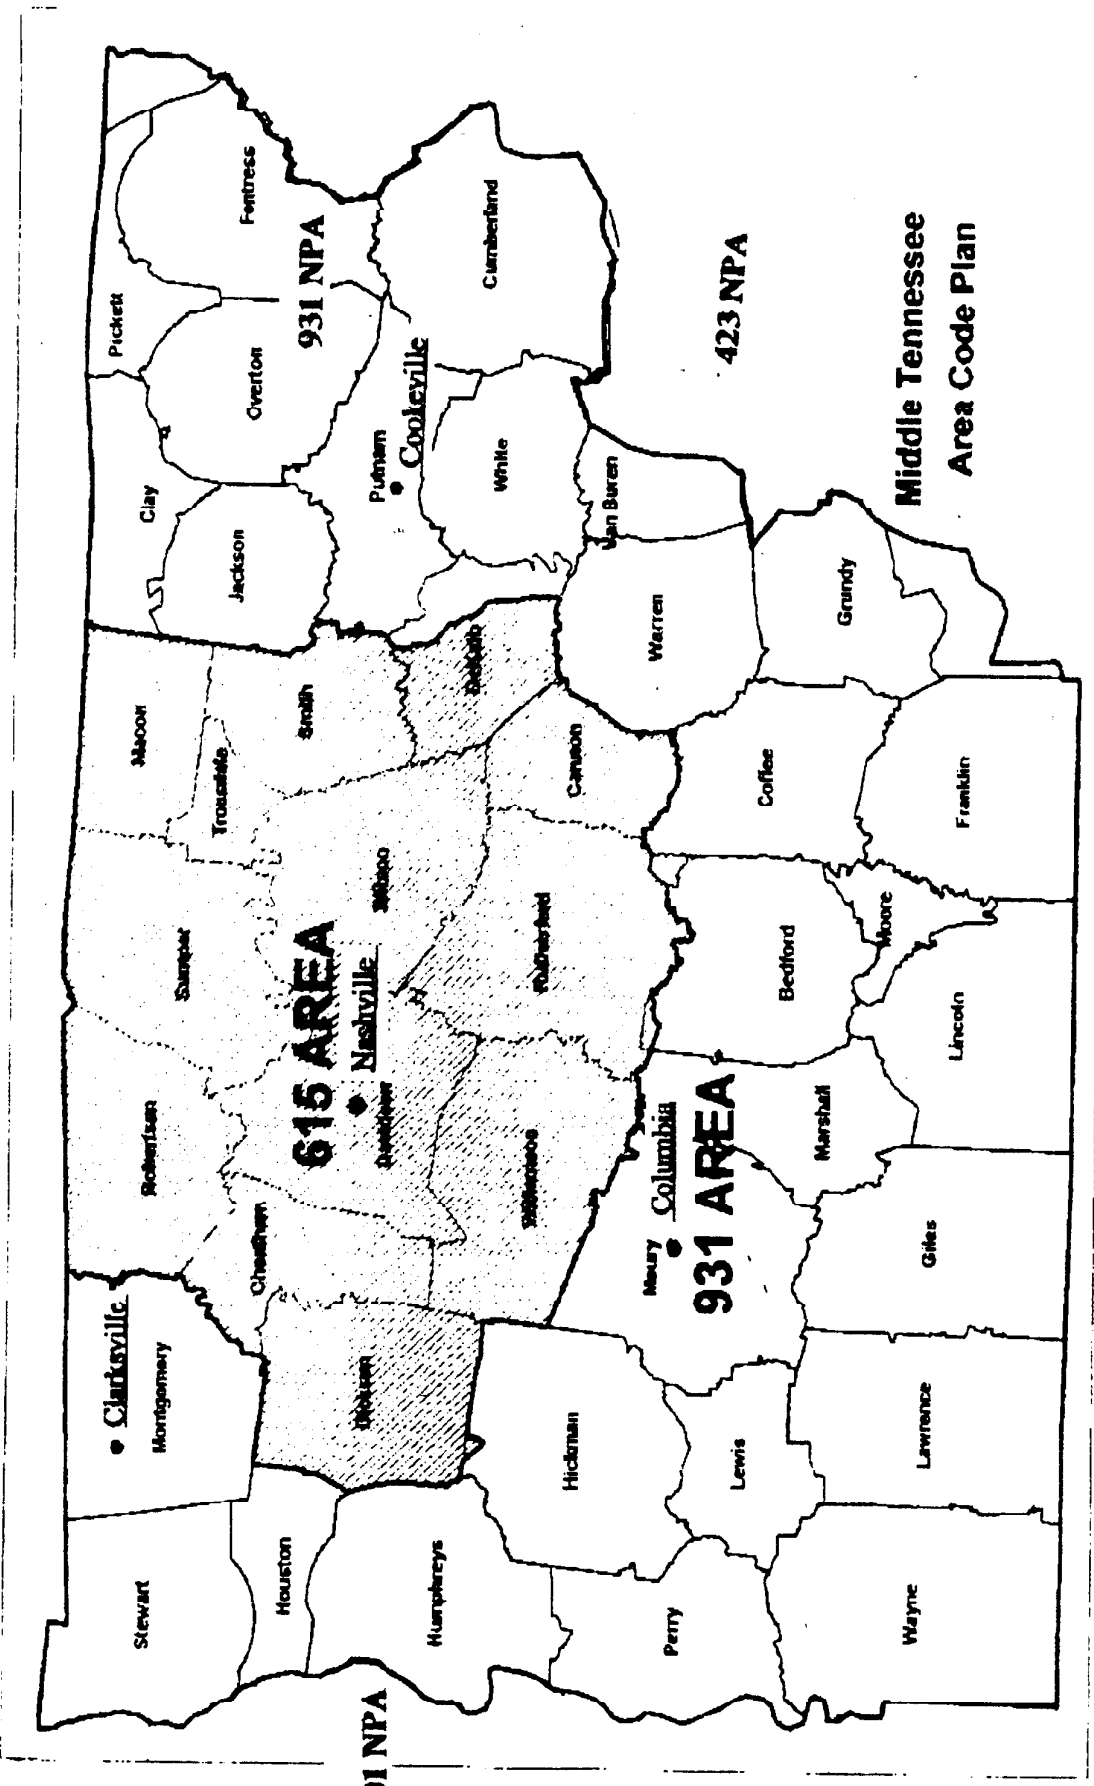 Stewart
Clarksville
Montgomery
Robertson
Sumner
Macon
Clay
Pickett
Fentress
Houston
Cheatham
Trousdale
Smith
Jackson
Overton
931 NPA
615 AREA
Nashville
Davidson
Wilson
Dickson
Humphreys
Putnam
Cookeville
DeKalb
White
Cumberland
Hickman
Williamson
Rutherford
Cannon
Warren
Van Buren
Perry
Lewis
Maury
Columbia
931 AREA
Marshall
Bedford
Coffee
Grundy
423 NPA
Wayne
Lawrence
Giles
Lincoln
Moore
Franklin
Middle Tennessee
Area Code Plan
NPA